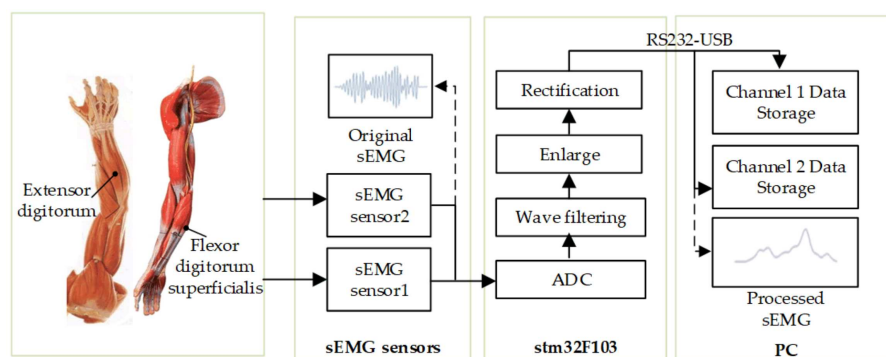 Extensor
digitorum
Flexor
digitorum
superficialis
Original
sEMG
sEMG
sensor2
sEMG
sensor1
sEMG sensors
Rectification
Enlarge
Wave filtering
ADC
stm32F103
RS232-USB
Channel 1 Data
Storage
Channel 2 Data
Storage
Processed
sEMG
PC